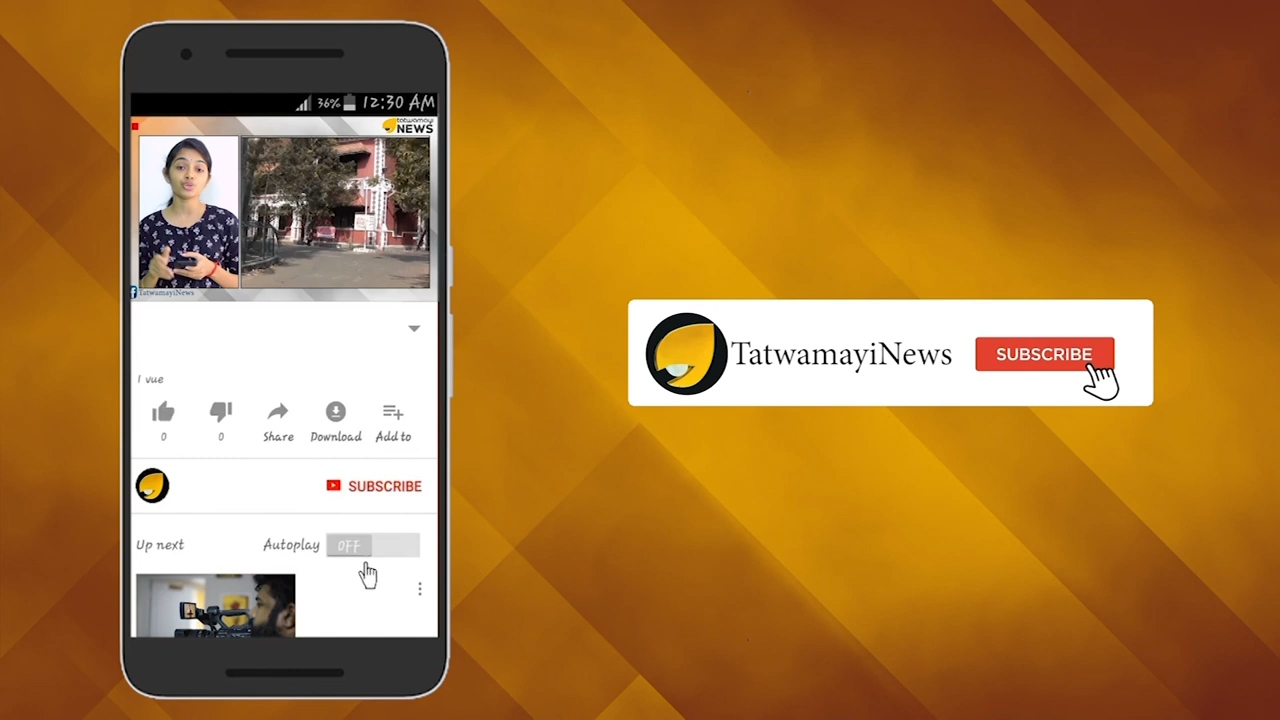 36% 12:30 AM
tatwamayi
NEWS
TatwamayiNews
1 vue
0 0 Share Download Add to
SUBSCRIBE
Up next Autoplay OFF
TatwamayiNews SUBSCRIBE